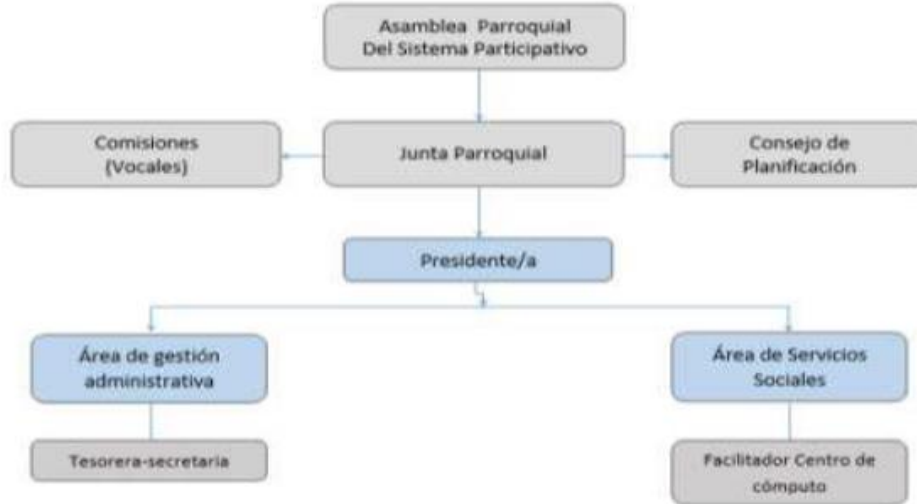 Asamblea Parroquial
Del Sistema Participativo
Comisiones
(Vocales)
Junta Parroquial
Consejo de
Planificación
Presidente/a
Área de gestión
administrativa
Área de Servicios
Sociales
Tesorera-secretaria
Facilitador Centro de
cómputo